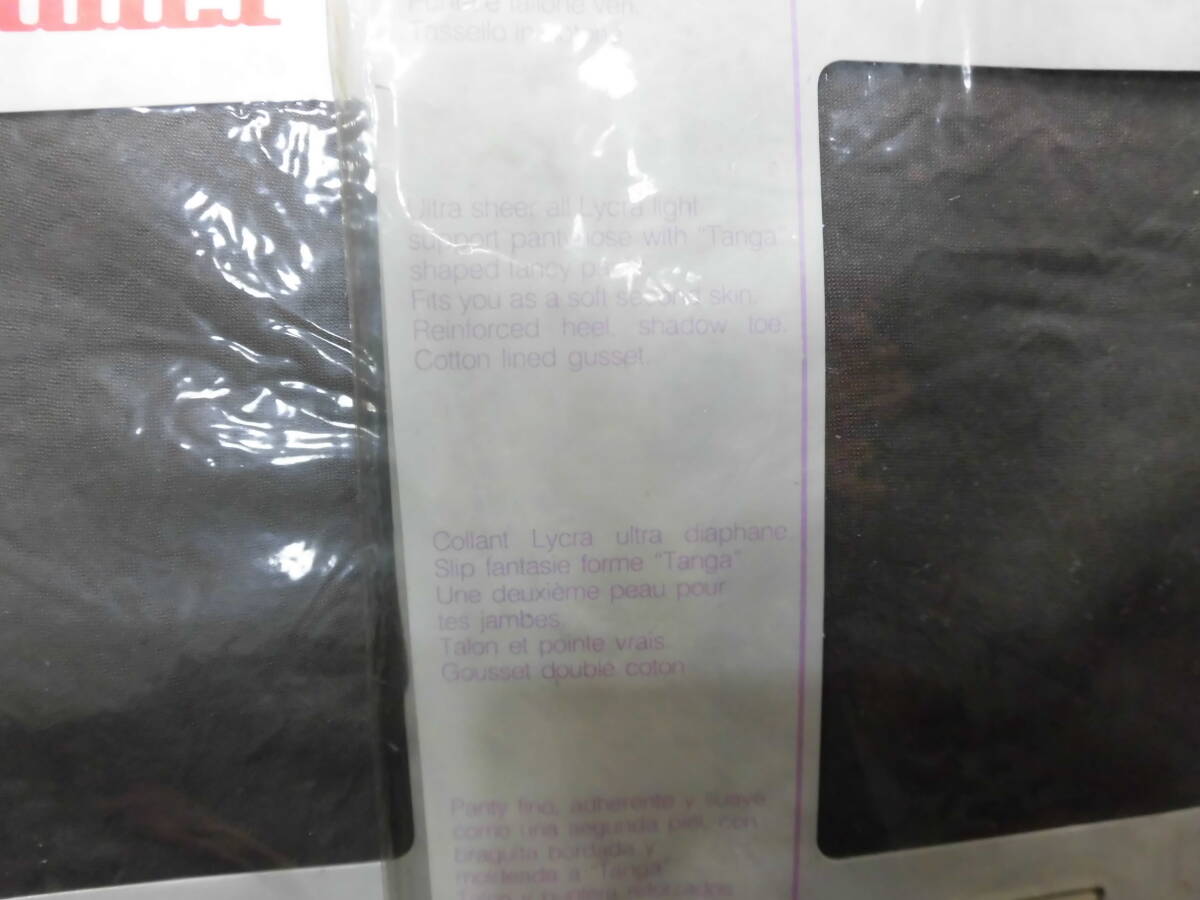 Tassello in cotone
Ultra sheer all Lycra light
support pantyhose with "Tanga"
shaped fancy
Fits you as a soft second skin.
Reinforced heel, shadow toe.
Cotton lined gusset.
Collant Lycra ultra diaphane.
Slip fantasie forme "Tanga"
Une deuxième peau pour
tes jambes.
Talon et pointe vrais.
Gousset doublé coton
Panty fino, adherente y suave
como una segunda piel, con
braguita bordada y
moldeada a "Tanga"
reforzados